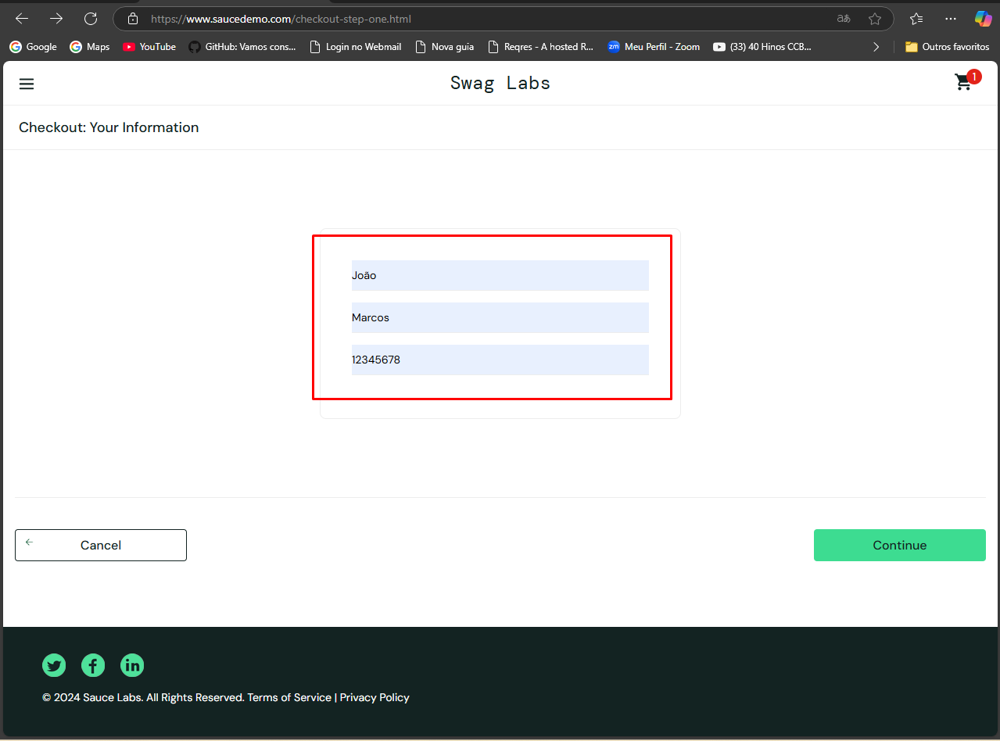 https://www.saucedemo.com/checkout-step-one.html
Google Maps YouTube GitHub: Vamos cons... Login no Webmail Nova guia Reqres - A hosted R... zm Meu Perfil - Zoom (33) 40 Hinos CCB... Outros favoritos
Swag Labs 1
Checkout: Your Information
João
Marcos
12345678
Cancel Continue
© 2024 Sauce Labs. All Rights Reserved. Terms of Service | Privacy Policy